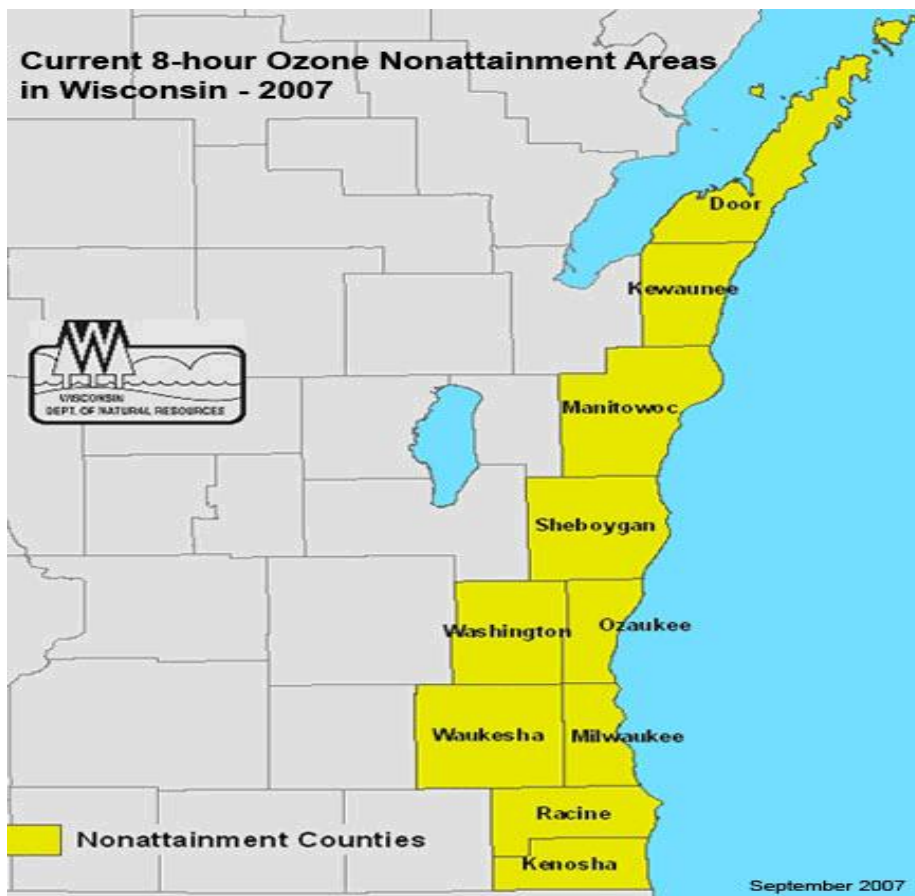 Current 8-hour Ozone Nonattainment Areas
in Wisconsin - 2007
Door
Kewaunee
W
WISCONSIN
DEPT. OF NATURAL RESOURCES
Manitowoc
Sheboygan
Washington
Ozaukee
Waukesha
Milwaukee
Racine
Nonattainment Counties
Kenosha
September 2007